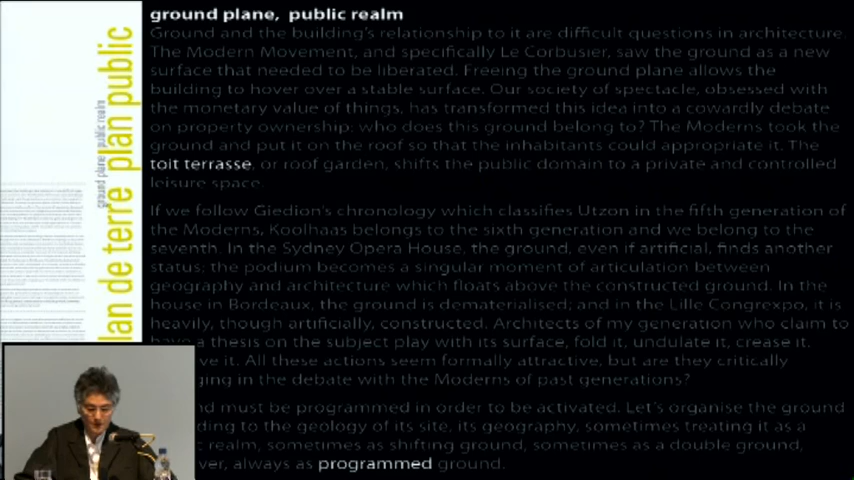 ground plane, public realm
Ground and the building's relationship to it are difficult questions in architecture.
The Modern Movement, and specifically Le Corbusier, saw the ground as a new
surface that needed to be liberated. Freeing the ground plane allows the
building to hover over a stable surface. Our society of spectacle, obsessed with
the monetary value of things, has transformed this idea into a cowardly debate
on property ownership: who does this ground belong to? The Moderns took the
ground and put it on the roof so that the inhabitants could appropriate it. The
toit terrasse, or roof garden, shifts the public domain to a private and controlled
leisure space.
If we follow Giedion's chronology which classifies Utzon in the fifth generation of
the Moderns, Koolhaas belongs to the sixth generation and we belong to the
seventh. In the Sydney Opera House, the ground, even if artificial, finds another
status; the podium becomes a singular moment of articulation between
geography and architecture which floats above the constructed ground. In the
house in Bordeaux, the ground is dematerialised; and in the Lille Congrexpo, it is
heavily, though artificially, constructed. Architects of my generation who claim to
have a thesis on the subject play with its surface, fold it, undulate it, crease it.
ve it. All these actions seem formally attractive, but are they critically
ging in the debate with the Moderns of past generations?
nd must be programmed in order to be activated. Let's organise the ground
ding to the geology of its site, its geography, sometimes treating it as a
realm, sometimes as shifting ground, sometimes as a double ground,
ver, always as programmed ground.
lan de terre plan public
ground plane public realm